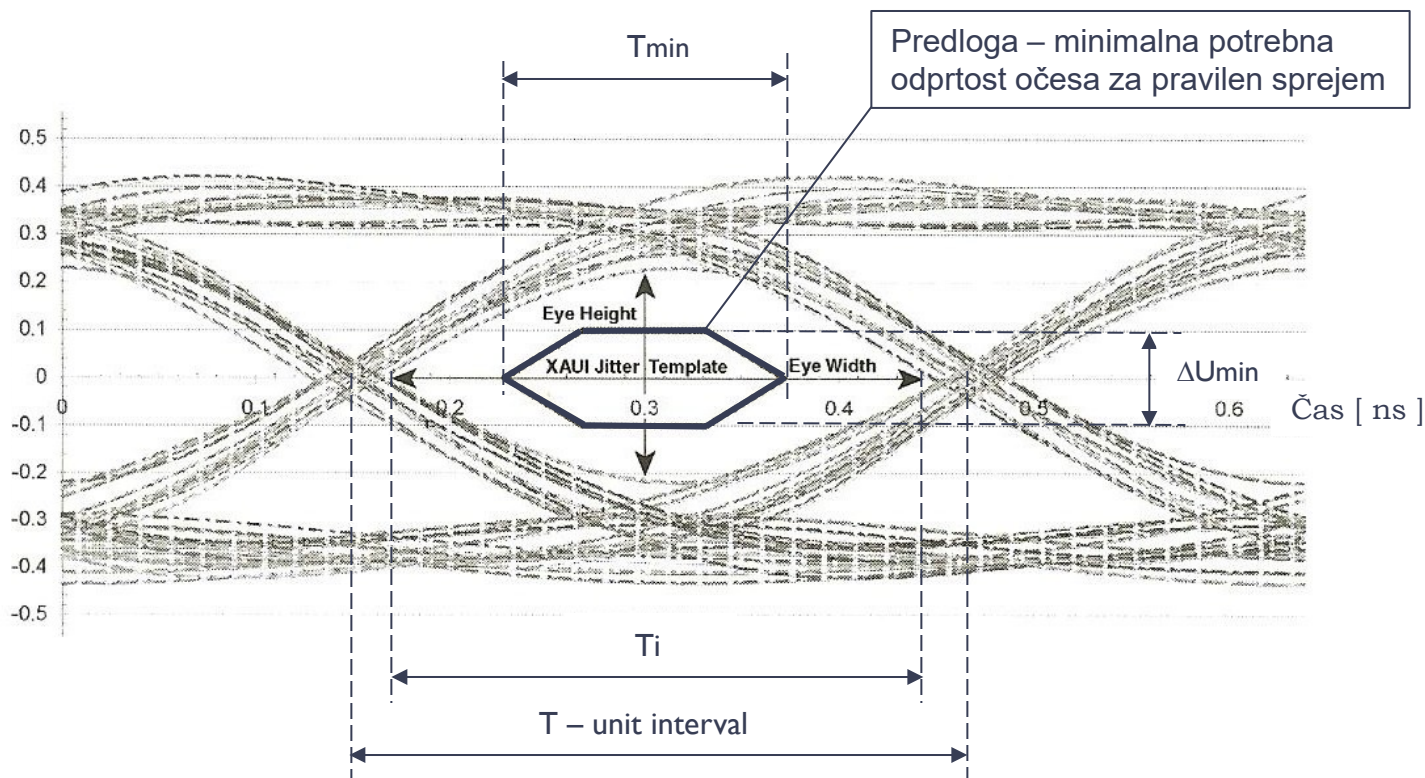 Tmin
Predloga – minimalna potrebna
odprtost očesa za pravilen sprejem
0.5
0.4
0.3
0.2
0.1
0
-0.1
-0.2
-0.3
-0.4
-0.5
Eye Height
XAUI Jitter Template
Eye Width
ΔUmin
0
0.1
0.2
0.3
0.4
0.5
0.6
Čas [ ns ]
Ti
T – unit interval